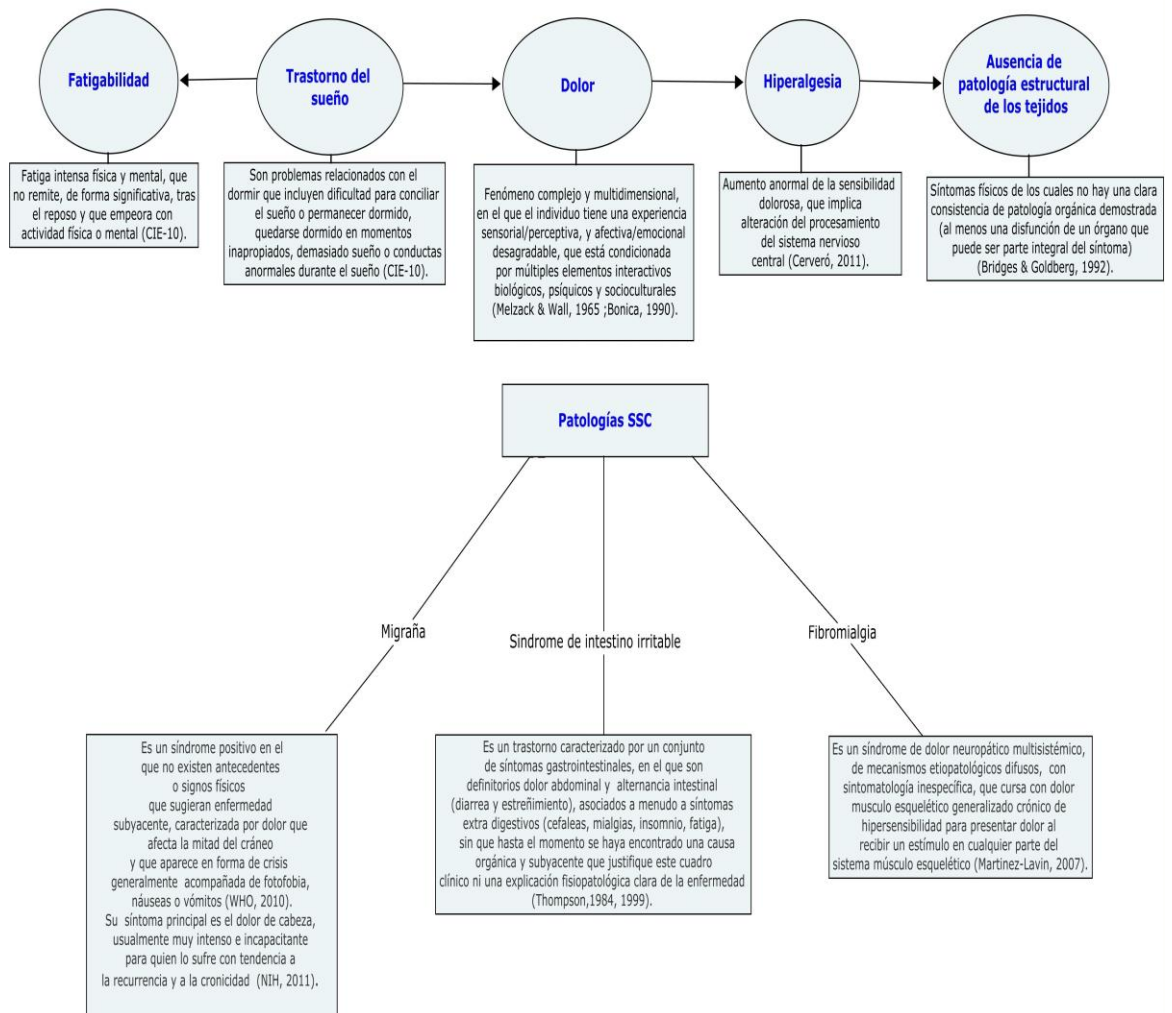 Fatigabilidad
Trastorno del
sueño
Dolor
Hiperalgesia
Ausencia de
patología estructural
de los tejidos
Fatiga intensa física y mental, que
no remite, de forma significativa, tras
el reposo y que empeora con
actividad física o mental (CIE-10).
Son problemas relacionados con el
dormir que incluyen dificultad para conciliar
el sueño o permanecer dormido,
quedarse dormido en momentos
inapropiados, demasiado sueño o conductas
anormales durante el sueño (CIE-10).
Fenómeno complejo y multidimensional,
en el que el individuo tiene una experiencia
sensorial/perceptiva, y afectiva/emocional
desagradable, que está condicionada
por múltiples elementos interactivos
biológicos, psíquicos y socioculturales
(Melzack & Wall, 1965 ;Bonica, 1990).
Aumento anormal de la sensibilidad
dolorosa, que implica
alteración del procesamiento
del sistema nervioso
central (Cerveró, 2011).
Síntomas físicos de los cuales no hay una clara
consistencia de patología orgánica demostrada
(al menos una disfunción de un órgano que
puede ser parte integral del síntoma)
(Bridges & Goldberg, 1992).
Patologías SSC
Migraña
Sindrome de intestino irritable
Fibromialgia
Es un síndrome positivo en el
que no existen antecedentes
o signos físicos
que sugieran enfermedad
subyacente, caracterizada por dolor que
afecta la mitad del cráneo
y que aparece en forma de crisis
generalmente acompañada de fotofobia,
náuseas o vómitos (WHO, 2010).
Su síntoma principal es el dolor de cabeza,
usualmente muy intenso e incapacitante
para quien lo sufre con tendencia a
la recurrencia y a la cronicidad (NIH, 2011).
Es un trastorno caracterizado por un conjunto
de síntomas gastrointestinales, en el que son
definitorios dolor abdominal y alternancia intestinal
(diarrea y estreñimiento), asociados a menudo a síntomas
extra digestivos (cefaleas, mialgias, insomnio, fatiga),
sin que hasta el momento se haya encontrado una causa
orgánica y subyacente que justifique este cuadro
clínico ni una explicación fisiopatológica clara de la enfermedad
(Thompson,1984, 1999).
Es un síndrome de dolor neuropático multisistémico,
de mecanismos etiopatológicos difusos, con
sintomatología inespecífica, que cursa con dolor
musculo esquelético generalizado crónico de
hipersensibilidad para presentar dolor al
recibir un estímulo en cualquier parte del
sistema músculo esquelético (Martinez-Lavin, 2007).